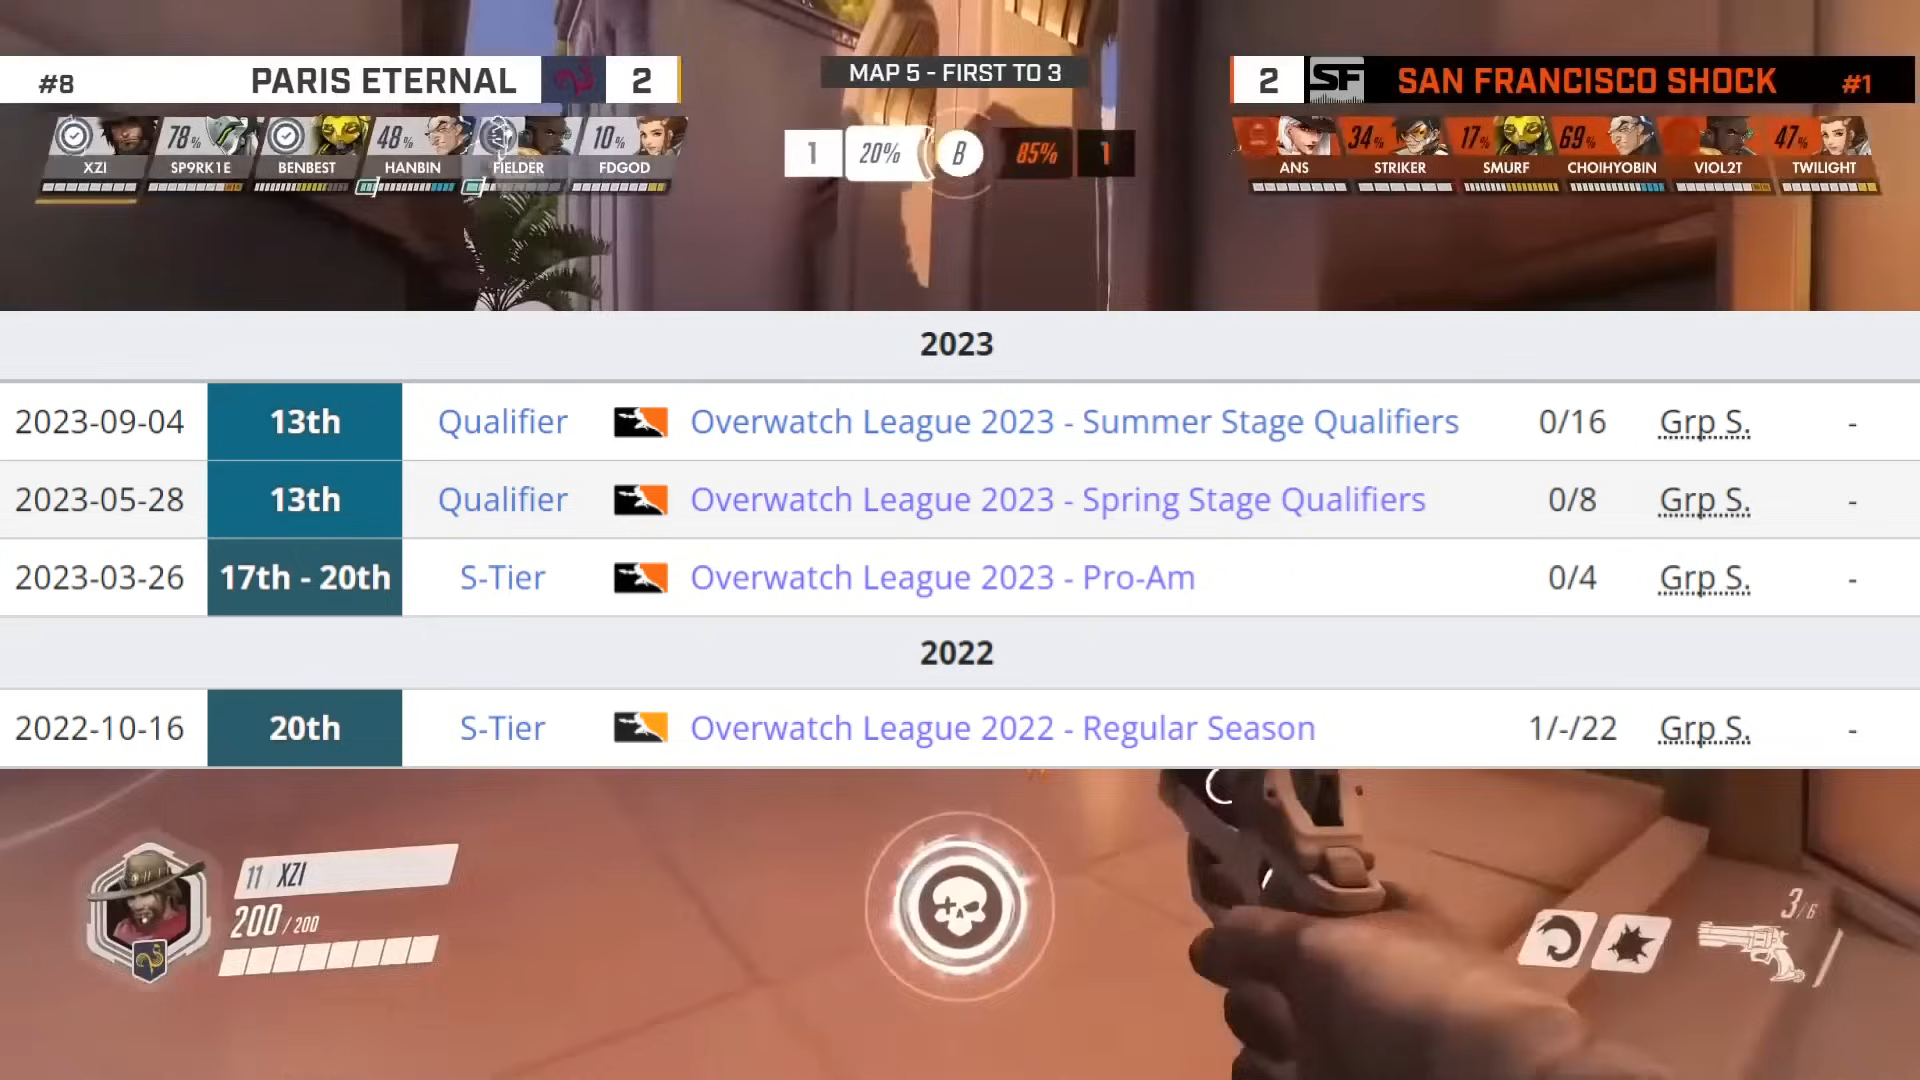 #8 PARIS ETERNAL 2
MAP 5 - FIRST TO 3
2 SF SAN FRANCISCO SHOCK #1
78% 48% 10%
XZI SP9RK1E BENBEST HANBIN FIELDER FDGOD
1 20% B 85% 1
34% 17% 69% 47%
ANS STRIKER SMURF CHOIHYOBIN VIOL2T TWILIGHT
2023
2023-09-04 13th Qualifier Overwatch League 2023 - Summer Stage Qualifiers 0/16 Grp S. -
2023-05-28 13th Qualifier Overwatch League 2023 - Spring Stage Qualifiers 0/8 Grp S. -
2023-03-26 17th - 20th S-Tier Overwatch League 2023 - Pro-Am 0/4 Grp S. -
2022
2022-10-16 20th S-Tier Overwatch League 2022 - Regular Season 1/-/22 Grp S. -
11 XZI
200/200
3/6